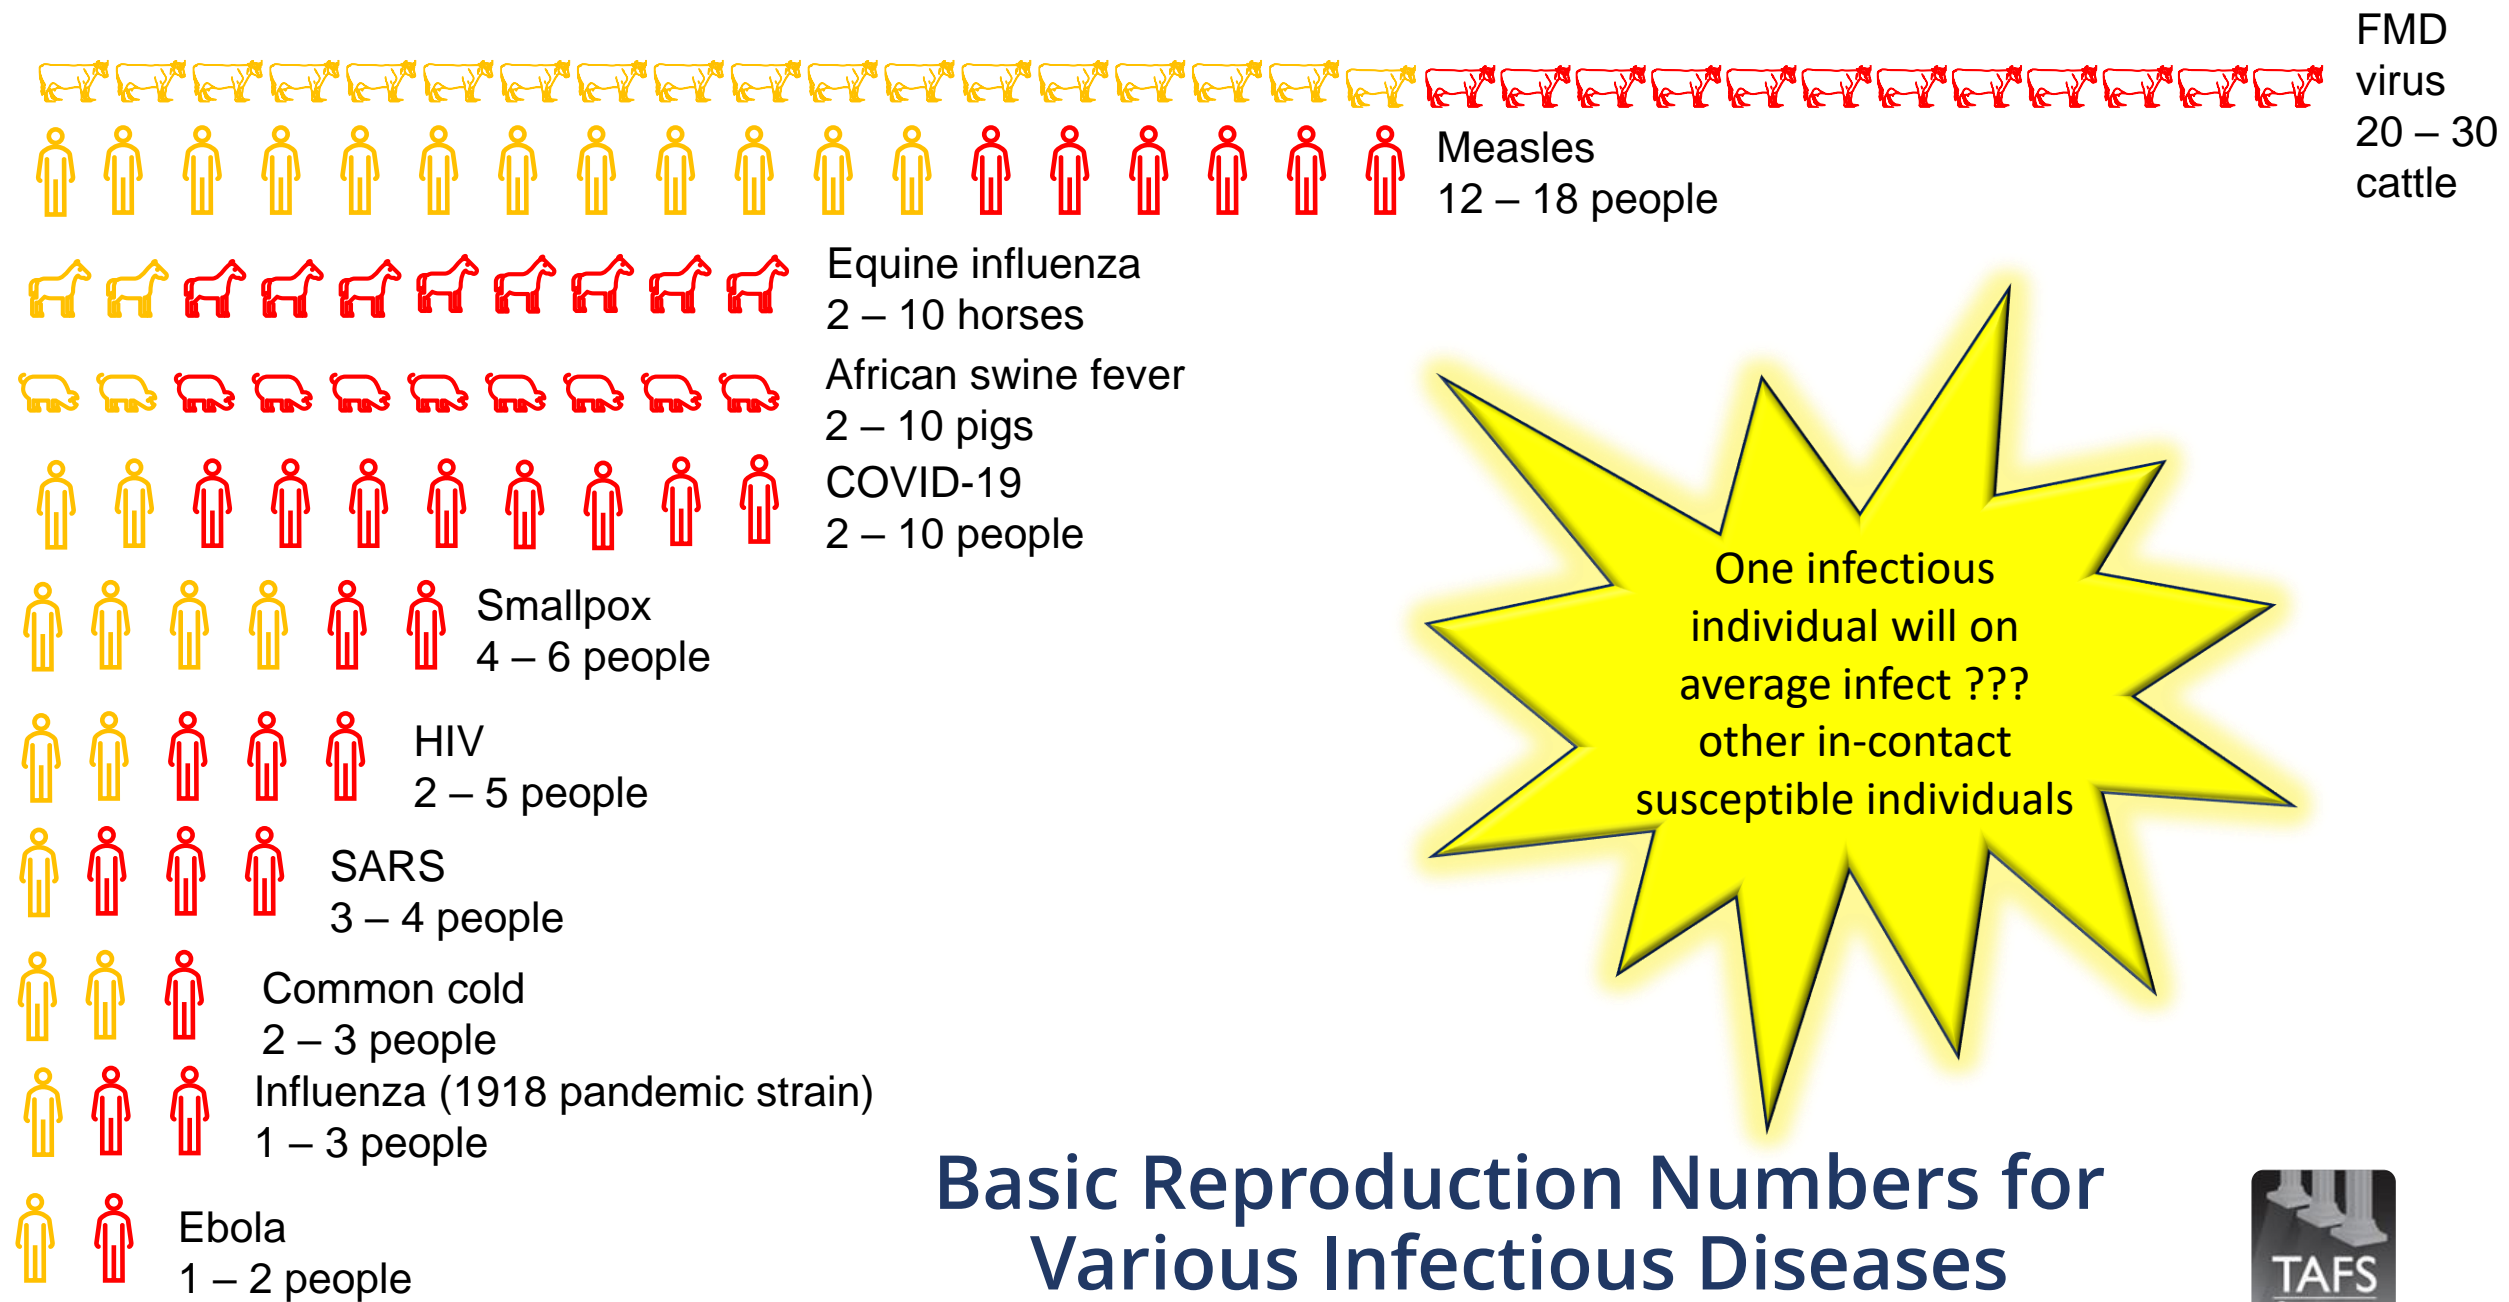 FMD
virus
20 – 30
cattle
Measles
12 – 18 people
Equine influenza
2 – 10 horses
African swine fever
2 – 10 pigs
COVID-19
2 – 10 people
Smallpox
4 – 6 people
HIV
2 – 5 people
SARS
3 – 4 people
Common cold
2 – 3 people
Influenza (1918 pandemic strain)
1 – 3 people
Ebola
1 – 2 people
One infectious
individual will on
average infect ???
other in-contact
susceptible individuals
Basic Reproduction Numbers for
Various Infectious Diseases
TAFS